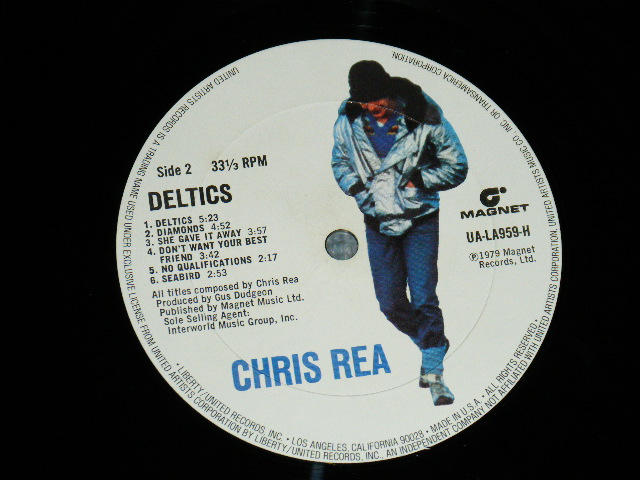 Side 2 33⅓ RPM
DELTICS
1. DELTICS 5:23
2. DIAMONDS 4:52
3. SHE GAVE IT AWAY 3:57
4. DON'T WANT YOUR BEST
FRIEND 3:42
5. NO QUALIFICATIONS 2:17
6. SEABIRD 2:53
All titles composed by Chris Rea
Produced by Gus Dudgeon
Published by Magnet Music Ltd.
Sole Selling Agent:
Interworld Music Group, Inc.
MAGNET
UA-LA959-H
℗1979 Magnet
Records, Ltd.
CHRIS REA
UNITED ARTISTS RECORDS IS A TRADING NAME USED UNDER EXCLUSIVE LICENSE FROM UNITED ARTISTS CORPORATION BY LIBERTY/UNITED RECORDS, INC., AN INDEPENDENT COMPANY NOT AFFILIATED WITH UNITED ARTISTS CORPORATION, UNITED ARTISTS MUSIC CO. INC. OR TRANSAMERICA CORPORATION.
• LIBERTY/UNITED RECORDS, INC. • LOS ANGELES, CALIFORNIA 90028 • MADE IN U.S.A. • ALL RIGHTS RESERVED